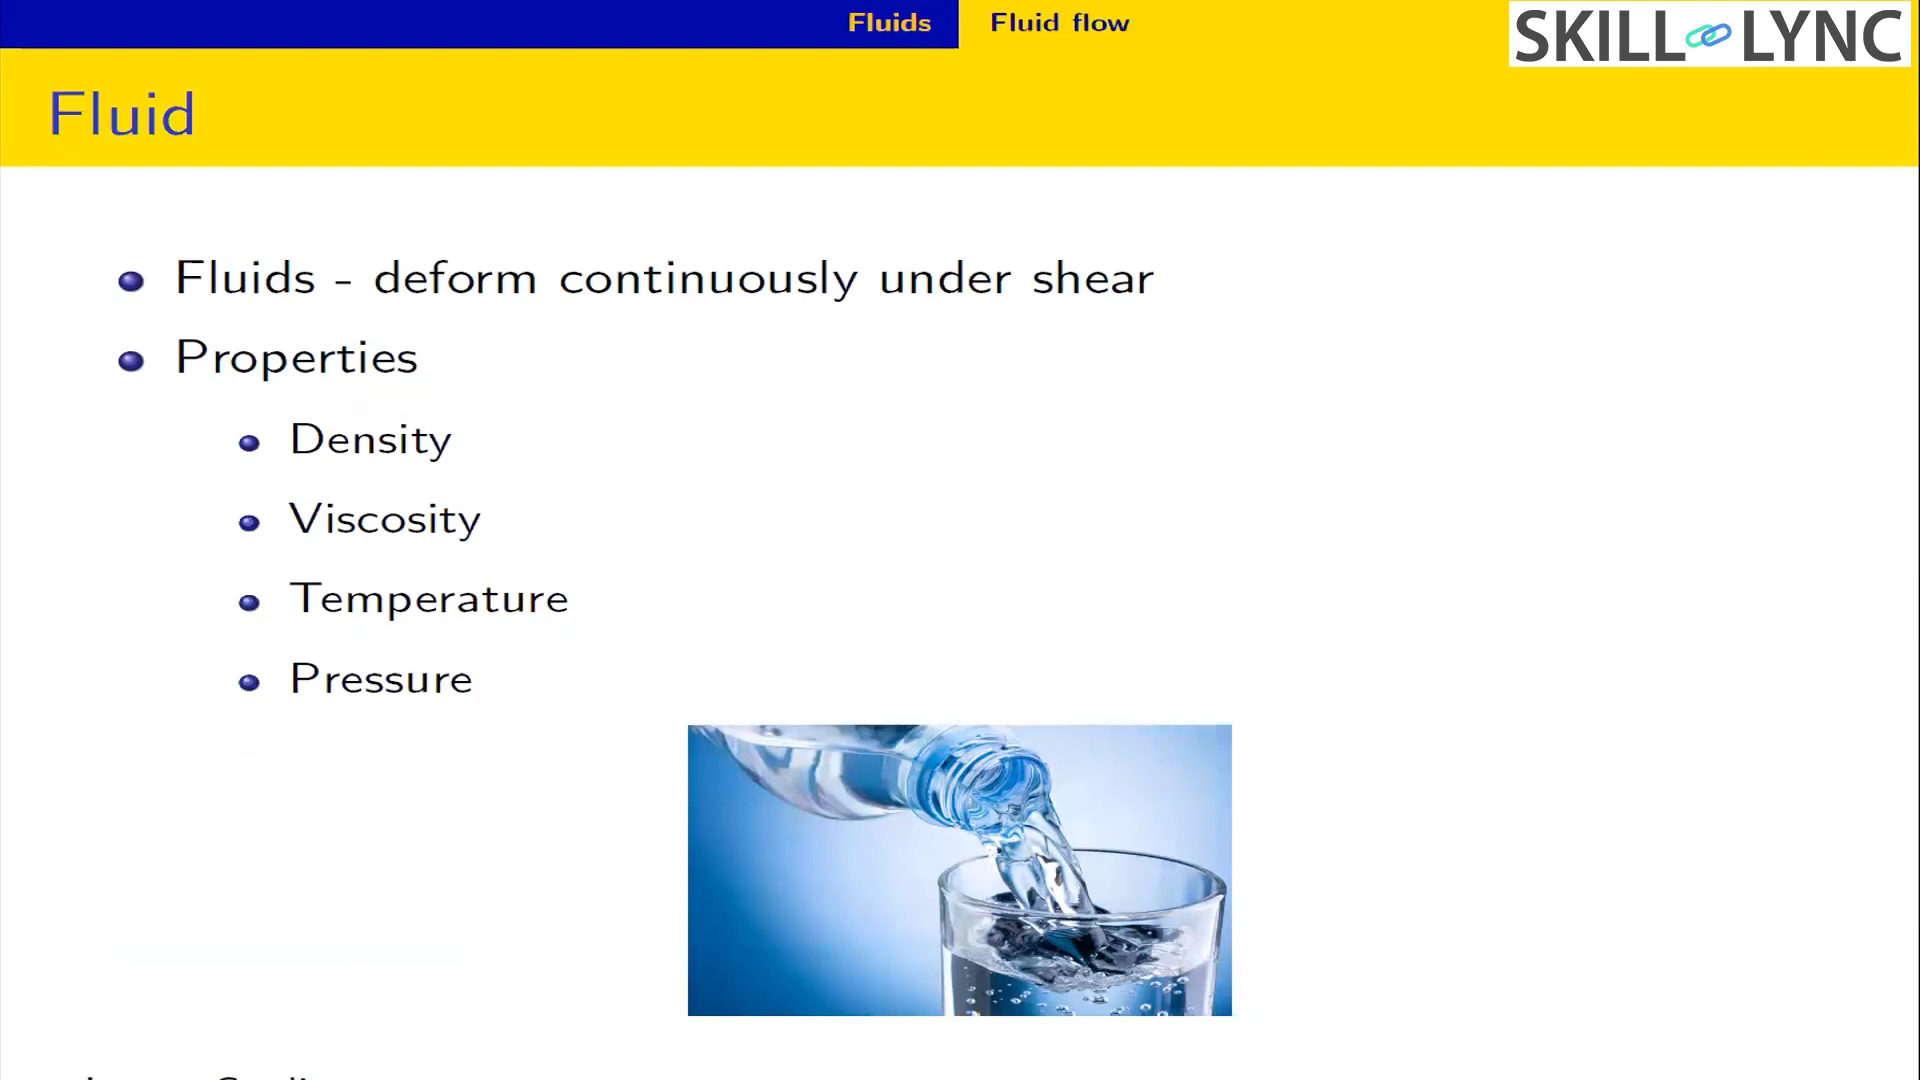 Fluids Fluid flow
SKILL LYNC
Fluid
Fluids - deform continuously under shear
Properties
Density
Viscosity
Temperature
Pressure